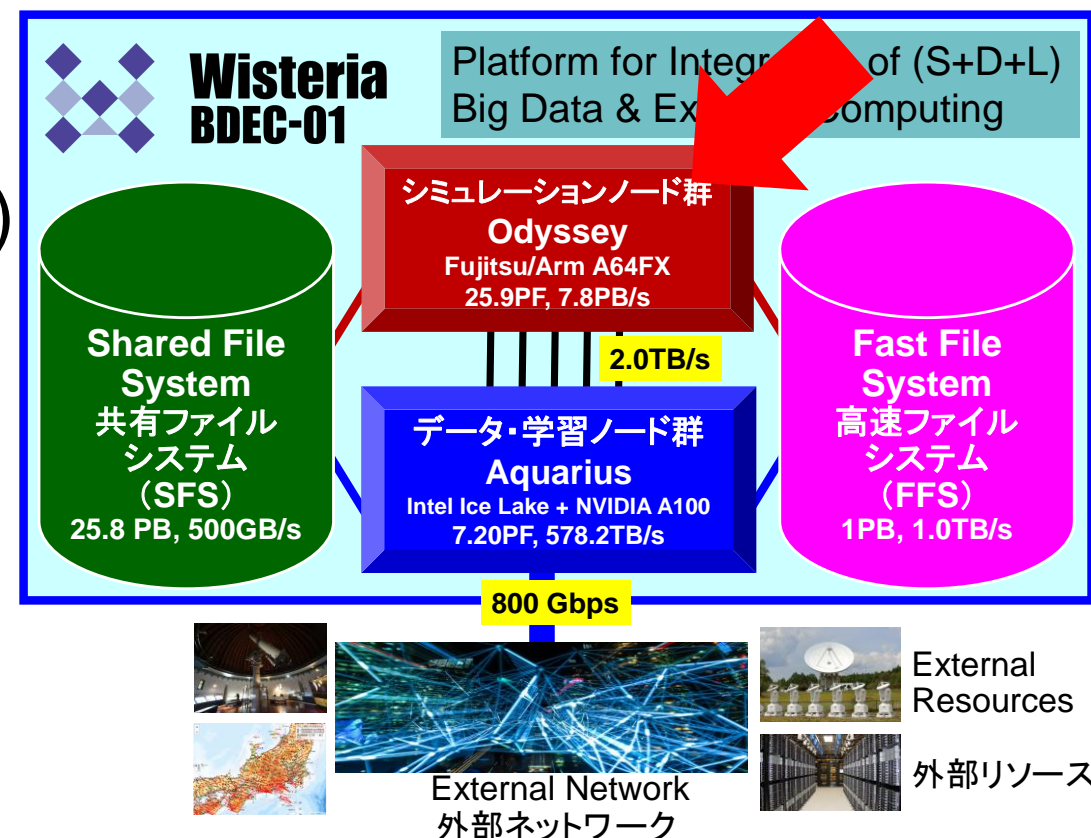 Wisteria
BDEC-01
Platform for Integr of (S+D+L)
Big Data & Ex omputing
シミュレーションノード群
Odyssey
Fujitsu/Arm A64FX
25.9PF, 7.8PB/s
)
Shared File
System
共有ファイル
システム
(SFS)
25.8 PB, 500GB/s
2.0TB/s
Fast File
System
高速ファイル
システム
(FFS)
1PB, 1.0TB/s
データ・学習ノード群
Aquarius
Intel Ice Lake + NVIDIA A100
7.20PF, 578.2TB/s
800 Gbps
External
Resources
外部リソース
External Network
外部ネットワーク